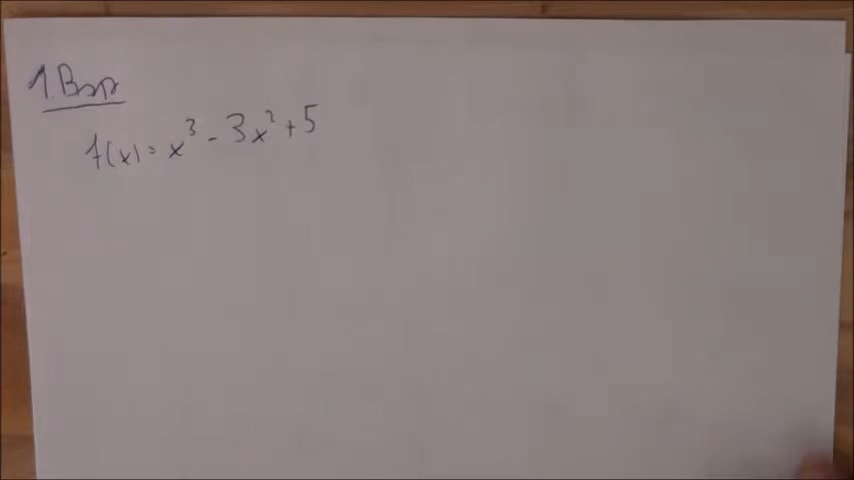 1. Bsp
f(x) = x³ - 3x² + 5